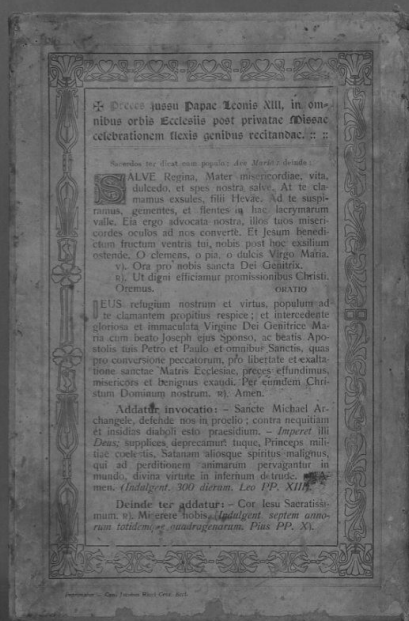 ✠ Preces jussu Papae Leonis XIII, in om-
nibus orbis Ecclesiis post privatae Missae
celebrationem flexis genibus recitandae. :: ::
Sacerdos ter dicat cum populo: Ave Maria; deinde:
SALVE Regina, Mater misericordiae, vita,
dulcedo, et spes nostra salve. Ad te cla-
mamus exsules, filii Hevae. Ad te suspi-
ramus, gementes, et flentes in hac lacrymarum
valle. Eia ergo advocata nostra, illos tuos miseri-
cordes oculos ad nos converte. Et Jesum benedi-
ctum fructum ventris tui, nobis post hoc exsilium
ostende. O clemens, o pia, o dulcis Virgo Maria.
℣. Ora pro nobis sancta Dei Genitrix.
℟. Ut digni efficiamur promissionibus Christi.
Oremus. ORATIO
DEUS refugium nostrum et virtus, populum ad
te clamantem propitius respice; et intercedente
gloriosa et immaculata Virgine Dei Genitrice Ma-
ria cum beato Joseph ejus Sponso, ac beatis Apo-
stolis tuis Petro et Paulo et omnibus Sanctis, quas
pro conversione peccatorum, pro libertate et exalta-
tione sanctae Matris Ecclesiae, preces effundimus,
misericors et benignus exaudi. Per eumdem Chri-
stum Dominum nostrum. ℟. Amen.
Addatur invocatio: – Sancte Michael Ar-
changele, defende nos in proelio; contra nequitiam
et insidias diaboli esto praesidium. – Imperet illi
Deus; supplices deprecamur: tuque, Princeps mili-
tiae coelestis, Satanam aliosque spiritus malignos,
qui ad perditionem animarum pervagantur in
mundo, divina virtute in infernum detrude. A-
men. (Indulgent. 300 dierum. Leo PP. XIII).
Deinde ter addatur: – Cor Iesu Sacratissi-
mum. ℟. Miserere nobis. (Indulgent septem anno-
rum totidem et quadragenarum. Pius PP. X).